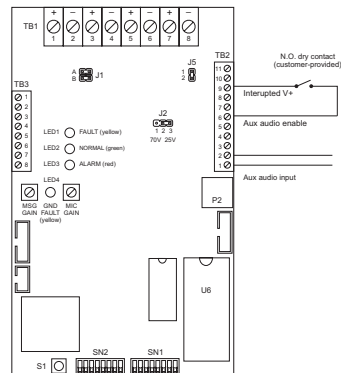 + − + − + − + −
TB1
1 2 3 4 5 6 7 8
TB3
1
2
3
4
5
6
7
8
A
B
J1
J5
1
2
TB2
11
10
9
8
7
6
5
4
3
2
1
N.O. dry contact
(customer-provided)
Interupted V+
Aux audio enable
Aux audio input
J2
1 2 3
70V 25V
LED1 FAULT (yellow)
LED2 NORMAL (green)
LED3 ALARM (red)
LED4
MSG
GAIN
GND
FAULT
(yellow)
MIC
GAIN
P2
U6
S1
SN2
SN1